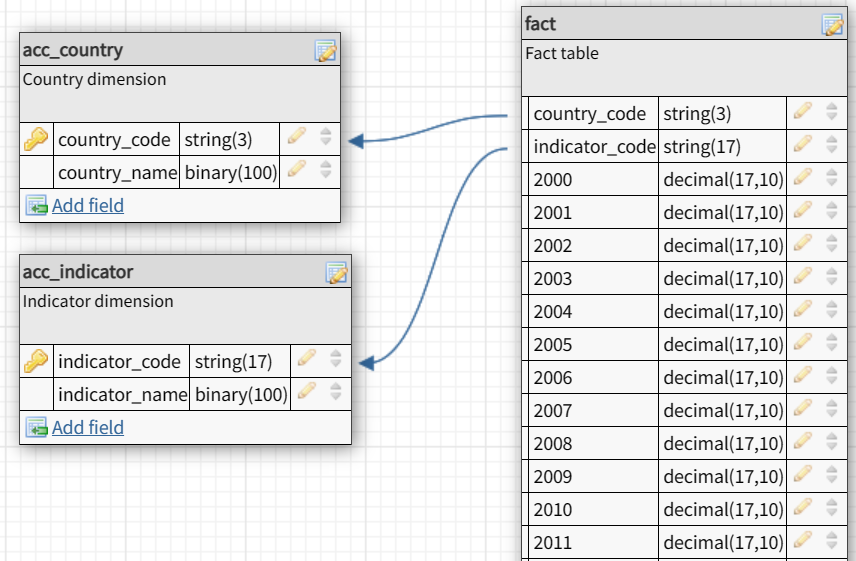 acc_country
Country dimension
country_code string(3)
country_name binary(100)
Add field
acc_indicator
Indicator dimension
indicator_code string(17)
indicator_name binary(100)
Add field
fact
Fact table
country_code string(3)
indicator_code string(17)
2000 decimal(17,10)
2001 decimal(17,10)
2002 decimal(17,10)
2003 decimal(17,10)
2004 decimal(17,10)
2005 decimal(17,10)
2006 decimal(17,10)
2007 decimal(17,10)
2008 decimal(17,10)
2009 decimal(17,10)
2010 decimal(17,10)
2011 decimal(17,10)